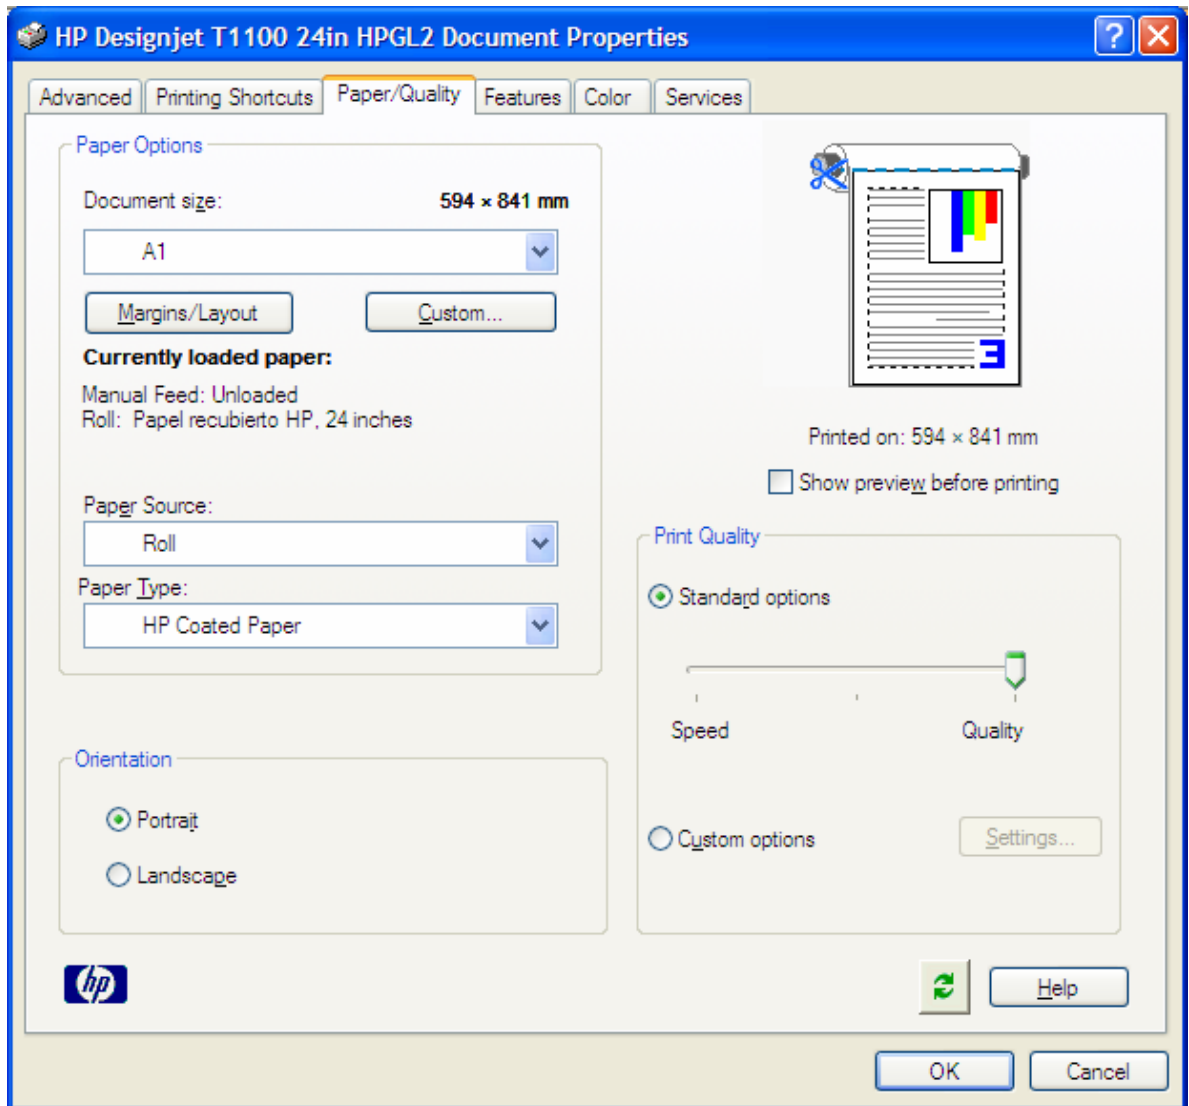 HP Designjet T1100 24in HPGL2 Document Properties
Advanced Printing Shortcuts Paper/Quality Features Color Services
Paper Options
Document size: 594 × 841 mm
A1
Margins/Layout Custom...
Currently loaded paper:
Manual Feed: Unloaded
Roll: Papel recubierto HP, 24 inches
Paper Source:
Roll
Paper Type:
HP Coated Paper
Orientation
Portrait
Landscape
3
Printed on: 594 × 841 mm
Show preview before printing
Print Quality
Standard options
Speed Quality
Custom options Settings...
hp
Help
OK Cancel